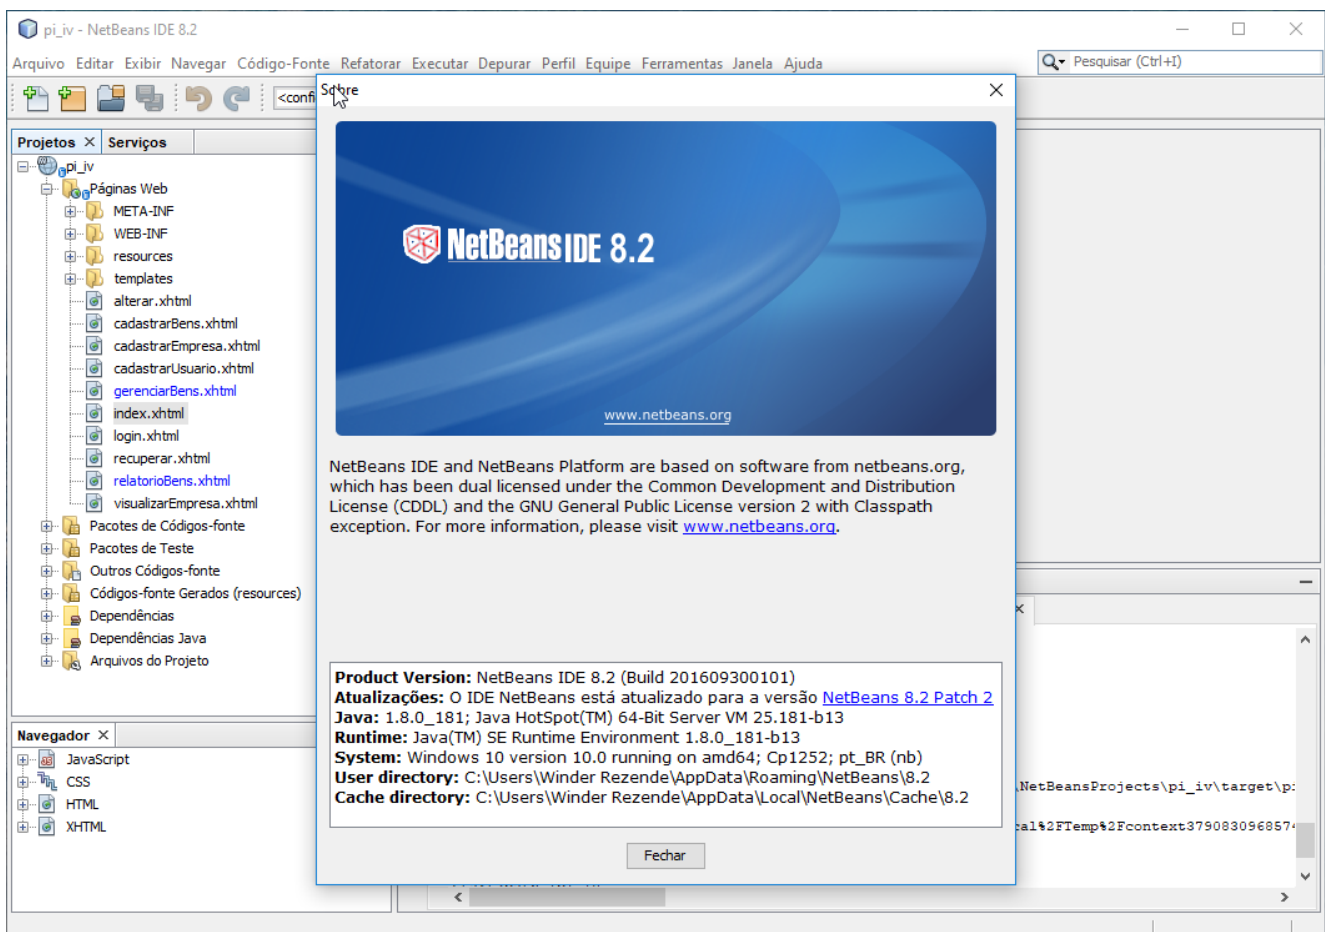 pi_iv - NetBeans IDE 8.2
Arquivo Editar Exibir Navegar Código-Fonte Refatorar Executar Depurar Perfil Equipe Ferramentas Janela Ajuda
Pesquisar (Ctrl+I)
<confi
Sobre
Projetos
Serviços
pi_iv
Páginas Web
META-INF
WEB-INF
resources
templates
alterar.xhtml
cadastrarBens.xhtml
cadastrarEmpresa.xhtml
cadastrarUsuario.xhtml
gerenciarBens.xhtml
index.xhtml
login.xhtml
recuperar.xhtml
relatorioBens.xhtml
visualizarEmpresa.xhtml
Pacotes de Códigos-fonte
Pacotes de Teste
Outros Códigos-fonte
Códigos-fonte Gerados (resources)
Dependências
Dependências Java
Arquivos do Projeto
Navegador
JavaScript
CSS
HTML
XHTML
NetBeans IDE 8.2
www.netbeans.org
NetBeans IDE and NetBeans Platform are based on software from netbeans.org,
which has been dual licensed under the Common Development and Distribution
License (CDDL) and the GNU General Public License version 2 with Classpath
exception. For more information, please visit www.netbeans.org.
Product Version: NetBeans IDE 8.2 (Build 201609300101)
Atualizações: O IDE NetBeans está atualizado para a versão NetBeans 8.2 Patch 2
Java: 1.8.0_181; Java HotSpot(TM) 64-Bit Server VM 25.181-b13
Runtime: Java(TM) SE Runtime Environment 1.8.0_181-b13
System: Windows 10 version 10.0 running on amd64; Cp1252; pt_BR (nb)
User directory: C:\Users\Winder Rezende\AppData\Roaming\NetBeans\8.2
Cache directory: C:\Users\Winder Rezende\AppData\Local\NetBeans\Cache\8.2
Fechar
\NetBeansProjects\pi_iv\target\pi
cal%2FTemp%2Fcontext3790830968574